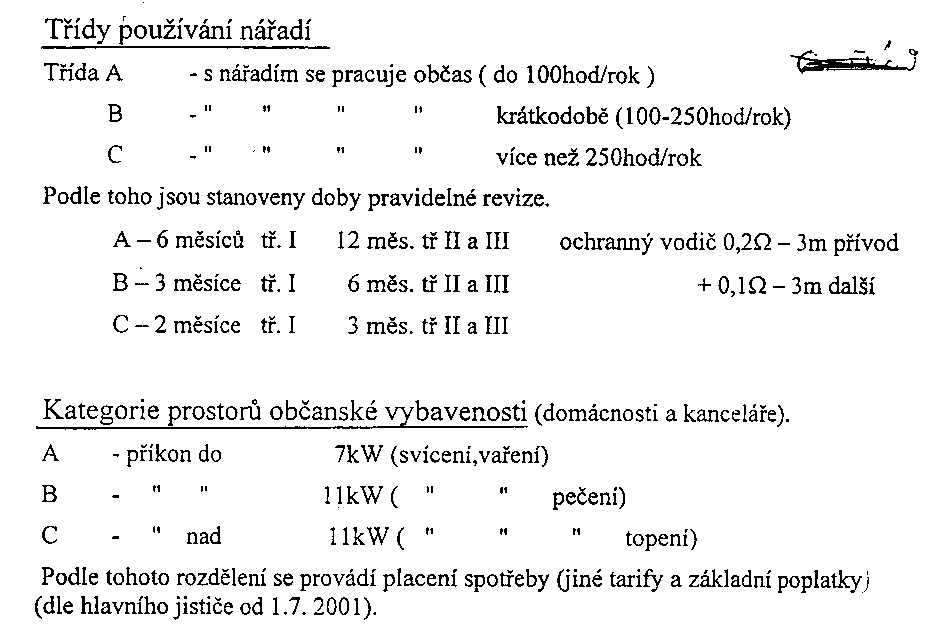 Třídy používání nářadí
Třída A - s nářadím se pracuje občas ( do 100hod/rok )
B - " " " " krátkodobě (100-250hod/rok)
C - " " " " více než 250hod/rok
Podle toho jsou stanoveny doby pravidelné revize.
A – 6 měsíců tř. I 12 měs. tř II a III ochranný vodič 0,2Ω – 3m přívod
B – 3 měsíce tř. I 6 měs. tř II a III + 0,1Ω – 3m další
C – 2 měsíce tř. I 3 měs. tř II a III
Kategorie prostorů občanské vybavenosti (domácnosti a kanceláře).
A - příkon do 7kW (svícení,vaření)
B - " " 11kW ( " " pečení)
C - " nad 11kW ( " " " topení)
Podle tohoto rozdělení se provádí placení spotřeby (jiné tarify a základní poplatky)
(dle hlavního jističe od 1.7. 2001).